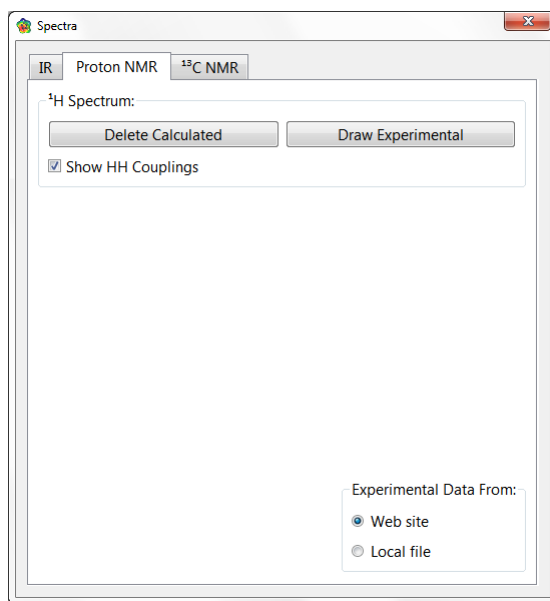 Spectra
IR Proton NMR ¹³C NMR
¹H Spectrum:
Delete Calculated Draw Experimental
Show HH Couplings
Experimental Data From:
Web site
Local file